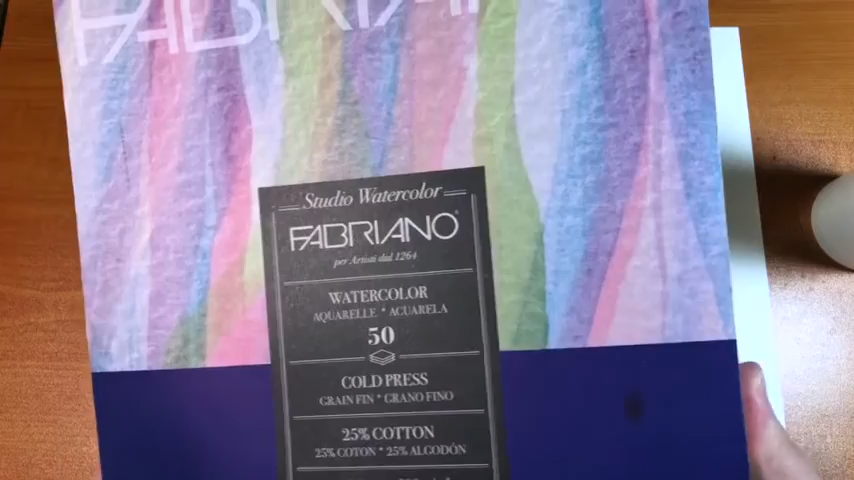 FABRIANO
Studio Watercolor
FABRIANO®
per Artisti dal 1264
WATERCOLOR
AQUARELLE * ACUARELA
50
COLD PRESS
GRAIN FIN * GRANO FINO
25% COTTON
25% COTON * 25% ALGODÓN